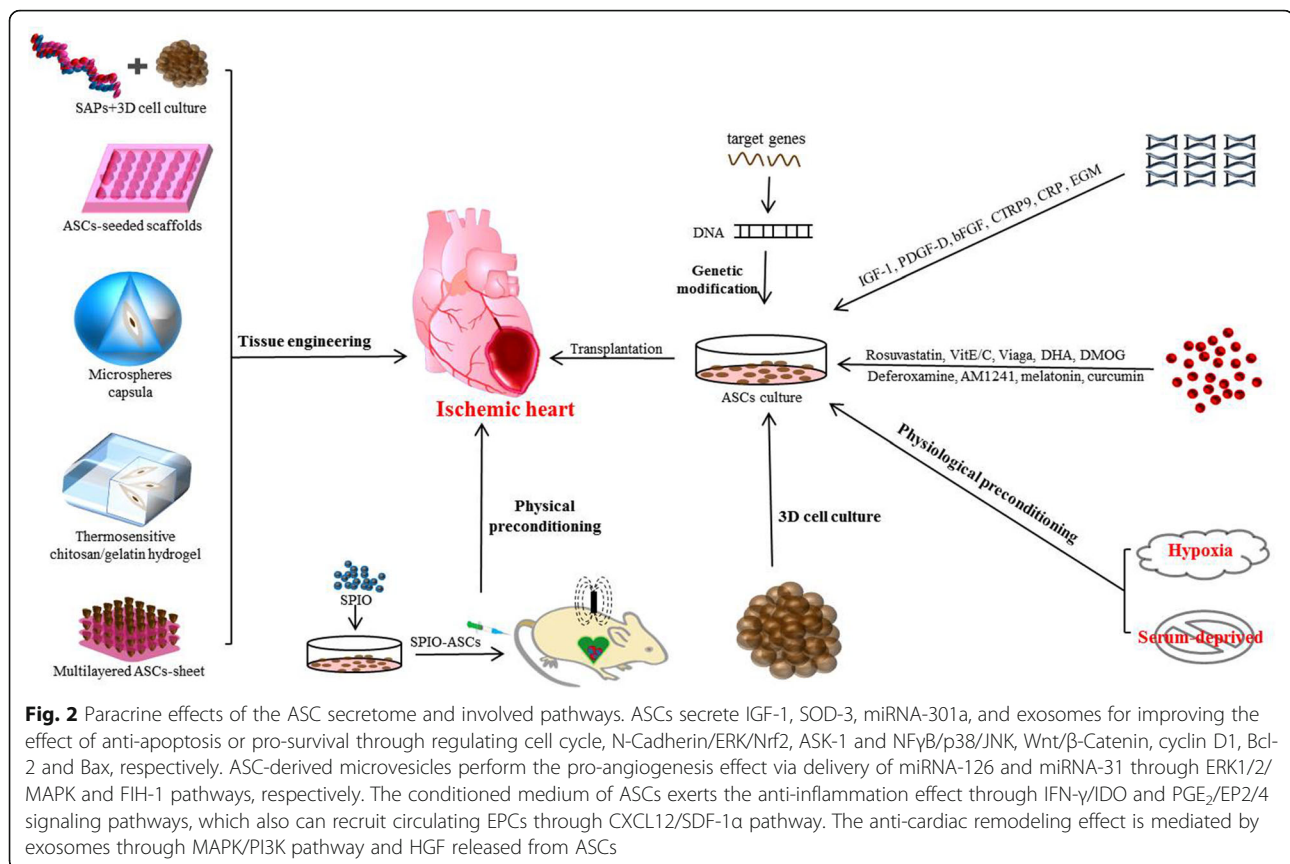 SAPs+3D cell culture
ASCs-seeded scaffolds
Microspheres
capsula
Thermosensitive
chitosan/gelatin hydrogel
Multilayered ASCs-sheet
Tissue engineering
Ischemic heart
Transplantation
target genes
DNA
Genetic
modification
ASCs culture
IGF-1, PDGF-D, bFGF, CTRP9, CRP, EGM
Rosuvastatin, VitE/C, Viaga, DHA, DMOG
Deferoxamine, AM1241, melatonin, curcumin
Physiological preconditioning
Hypoxia
Serum-deprived
3D cell culture
Physical
preconditioning
SPIO
SPIO-ASCs
Fig. 2 Paracrine effects of the ASC secretome and involved pathways. ASCs secrete IGF-1, SOD-3, miRNA-301a, and exosomes for improving the
effect of anti-apoptosis or pro-survival through regulating cell cycle, N-Cadherin/ERK/Nrf2, ASK-1 and NFγB/p38/JNK, Wnt/β-Catenin, cyclin D1, Bcl-
2 and Bax, respectively. ASC-derived microvesicles perform the pro-angiogenesis effect via delivery of miRNA-126 and miRNA-31 through ERK1/2/
MAPK and FIH-1 pathways, respectively. The conditioned medium of ASCs exerts the anti-inflammation effect through IFN-γ/IDO and PGE₂/EP2/4
signaling pathways, which also can recruit circulating EPCs through CXCL12/SDF-1α pathway. The anti-cardiac remodeling effect is mediated by
exosomes through MAPK/PI3K pathway and HGF released from ASCs